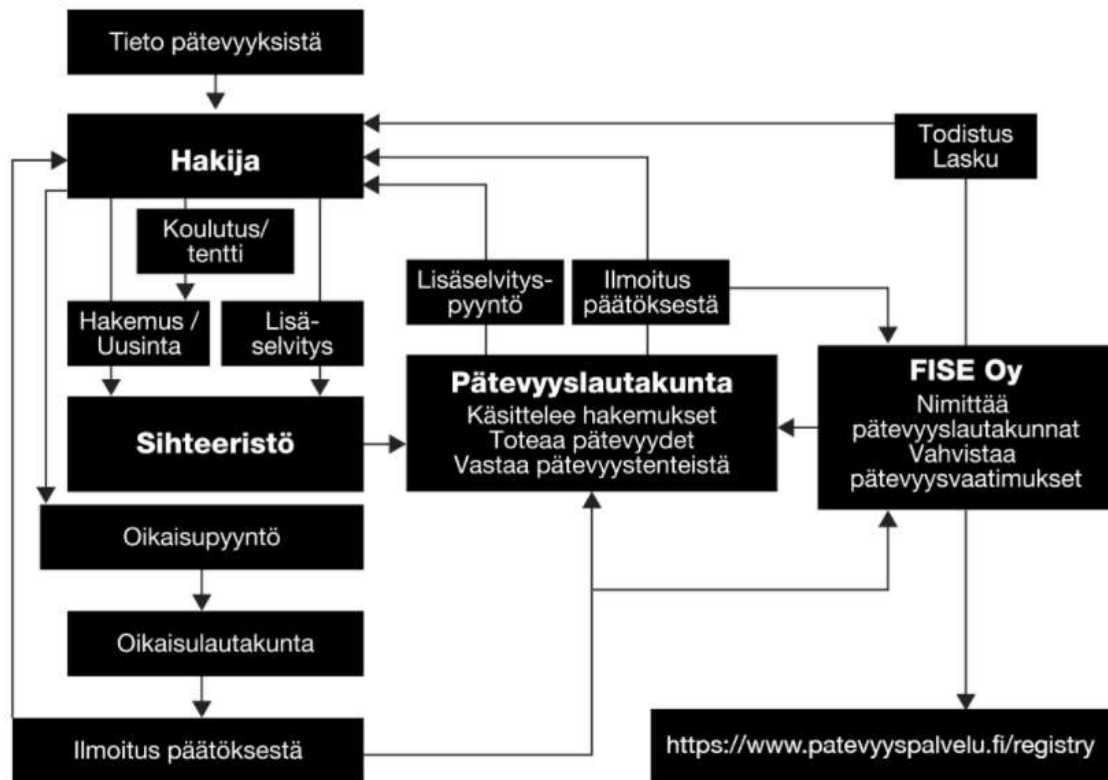 Tieto pätevyyksistä
Hakija
Todistus
Lasku
Koulutus/
tentti
Lisäselvitys-
pyyntö
Ilmoitus
päätöksestä
Hakemus /
Uusinta
Lisä-
selvitys
Pätevyyslautakunta
Käsittelee hakemukset
Toteaa pätevyydet
Vastaa pätevyystenteistä
FISE Oy
Nimittää
pätevyyslautakunnat
Vahvistaa
pätevyysvaatimukset
Sihteeristö
Oikaisupyyntö
Oikaisulautakunta
Ilmoitus päätöksestä
https://www.patevyyspalvelu.fi/registry